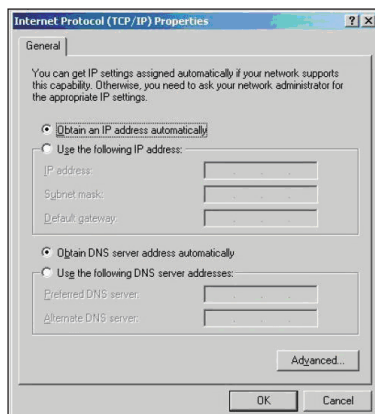 Internet Protocol (TCP/IP) Properties
General
You can get IP settings assigned automatically if your network supports
this capability. Otherwise, you need to ask your network administrator for
the appropriate IP settings.
Obtain an IP address automatically
Use the following IP address:
IP address:
Subnet mask:
Default gateway:
Obtain DNS server address automatically
Use the following DNS server addresses:
Preferred DNS server:
Alternate DNS server:
Advanced...
OK
Cancel